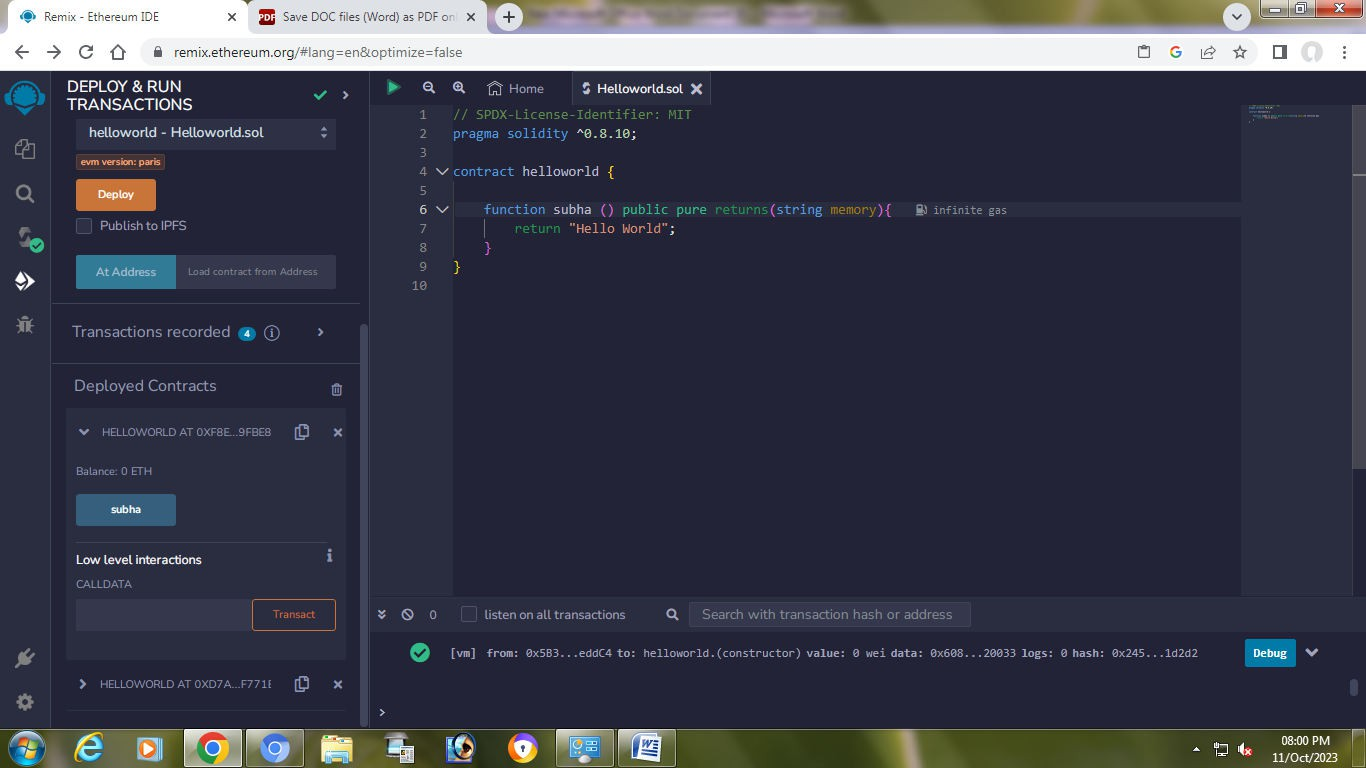 Remix - Ethereum IDE
Save DOC files (Word) as PDF onl
remix.ethereum.org/#lang=en&optimize=false
DEPLOY & RUN
TRANSACTIONS
helloworld - Helloworld.sol
evm version: paris
Deploy
Publish to IPFS
At Address
Load contract from Address
Transactions recorded 4
Deployed Contracts
HELLOWORLD AT 0XF8E...9FBE8
Balance: 0 ETH
subha
Low level interactions
CALLDATA
Transact
HELLOWORLD AT 0XD7A...F771E
Home
Helloworld.sol
1 // SPDX-License-Identifier: MIT
2 pragma solidity ^0.8.10;
3
4 contract helloworld {
5
6 function subha () public pure returns(string memory){ infinite gas
7 return "Hello World";
8 }
9 }
10
0
listen on all transactions
Search with transaction hash or address
[vm] from: 0x5B3...eddC4 to: helloworld.(constructor) value: 0 wei data: 0x608...20033 logs: 0 hash: 0x245...1d2d2
Debug
>
08:00 PM
11/Oct/2023